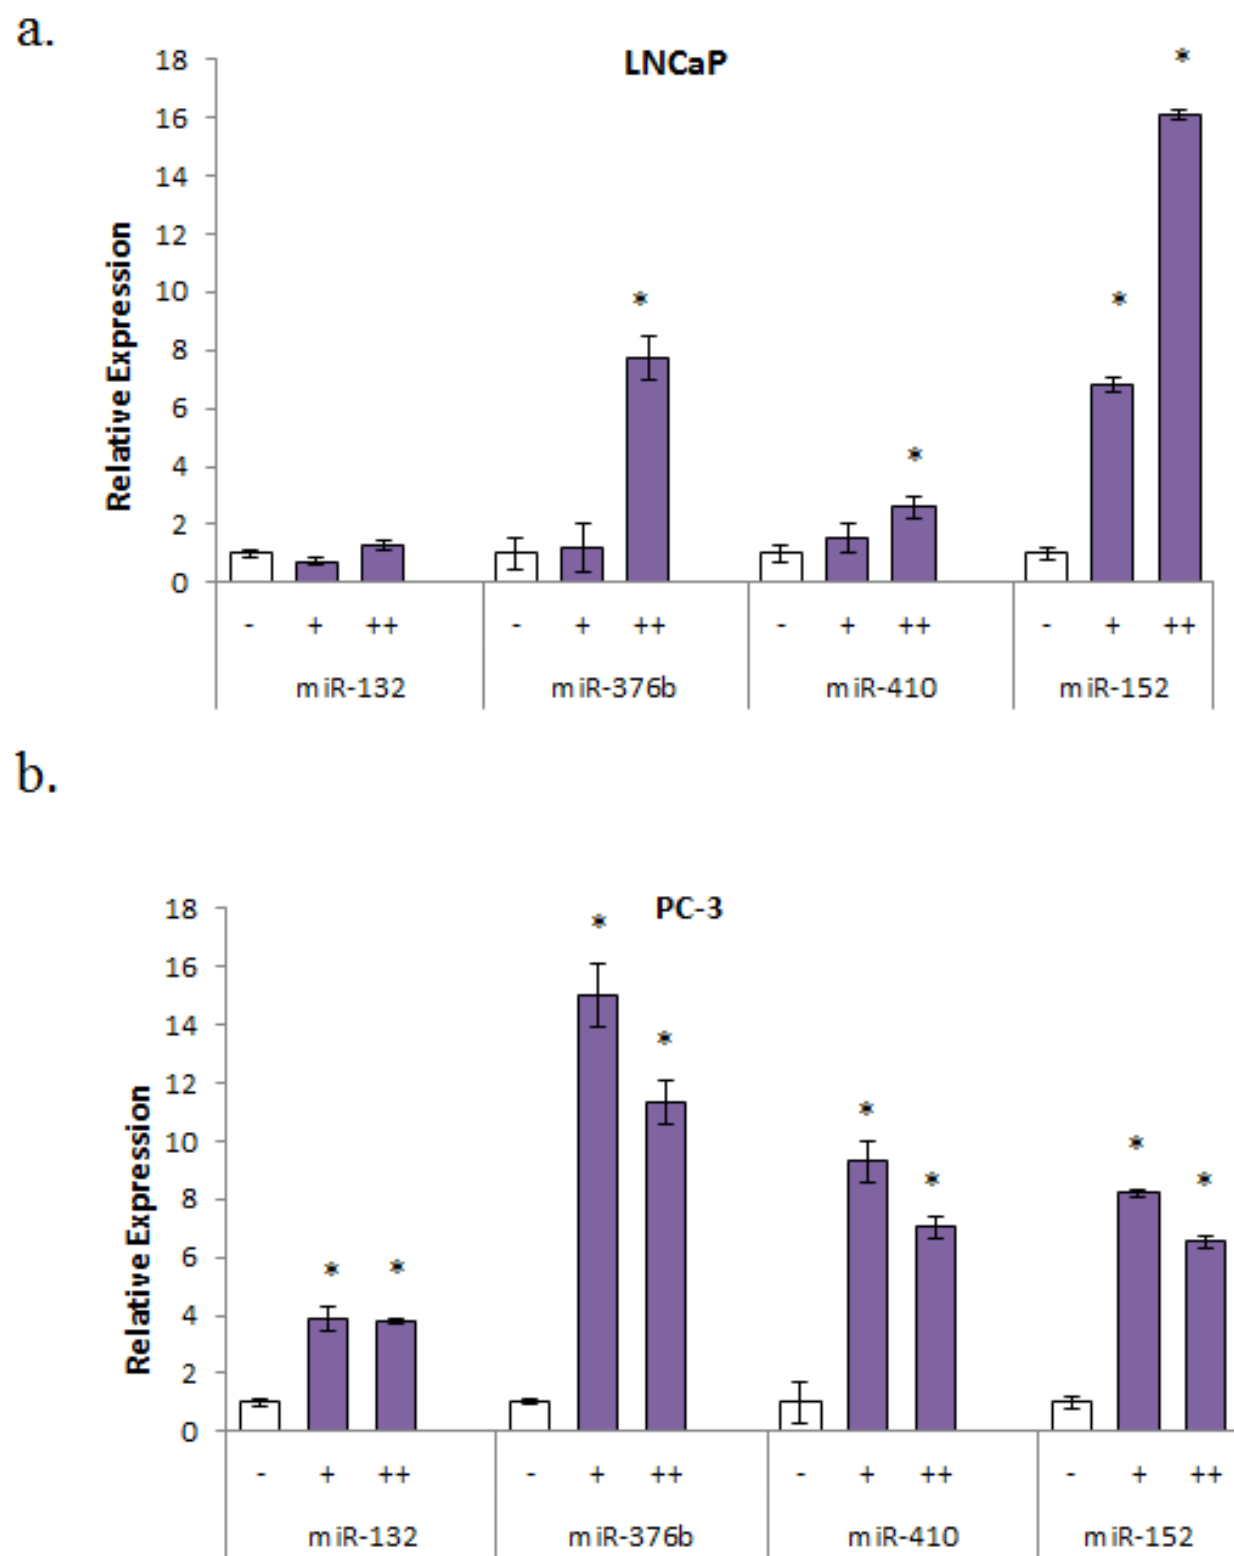 a.
LNCaP
18
16
14
12
10
8
6
4
2
0
Relative Expression
* * * *
- + ++ - + ++ - + ++ - + ++
miR-132 miR-376b miR-410 miR-152
b.
PC-3
18
16
14
12
10
8
6
4
2
0
Relative Expression
* * * * * * * *
- + ++ - + ++ - + ++ - + ++
miR-132 miR-376b miR-410 miR-152